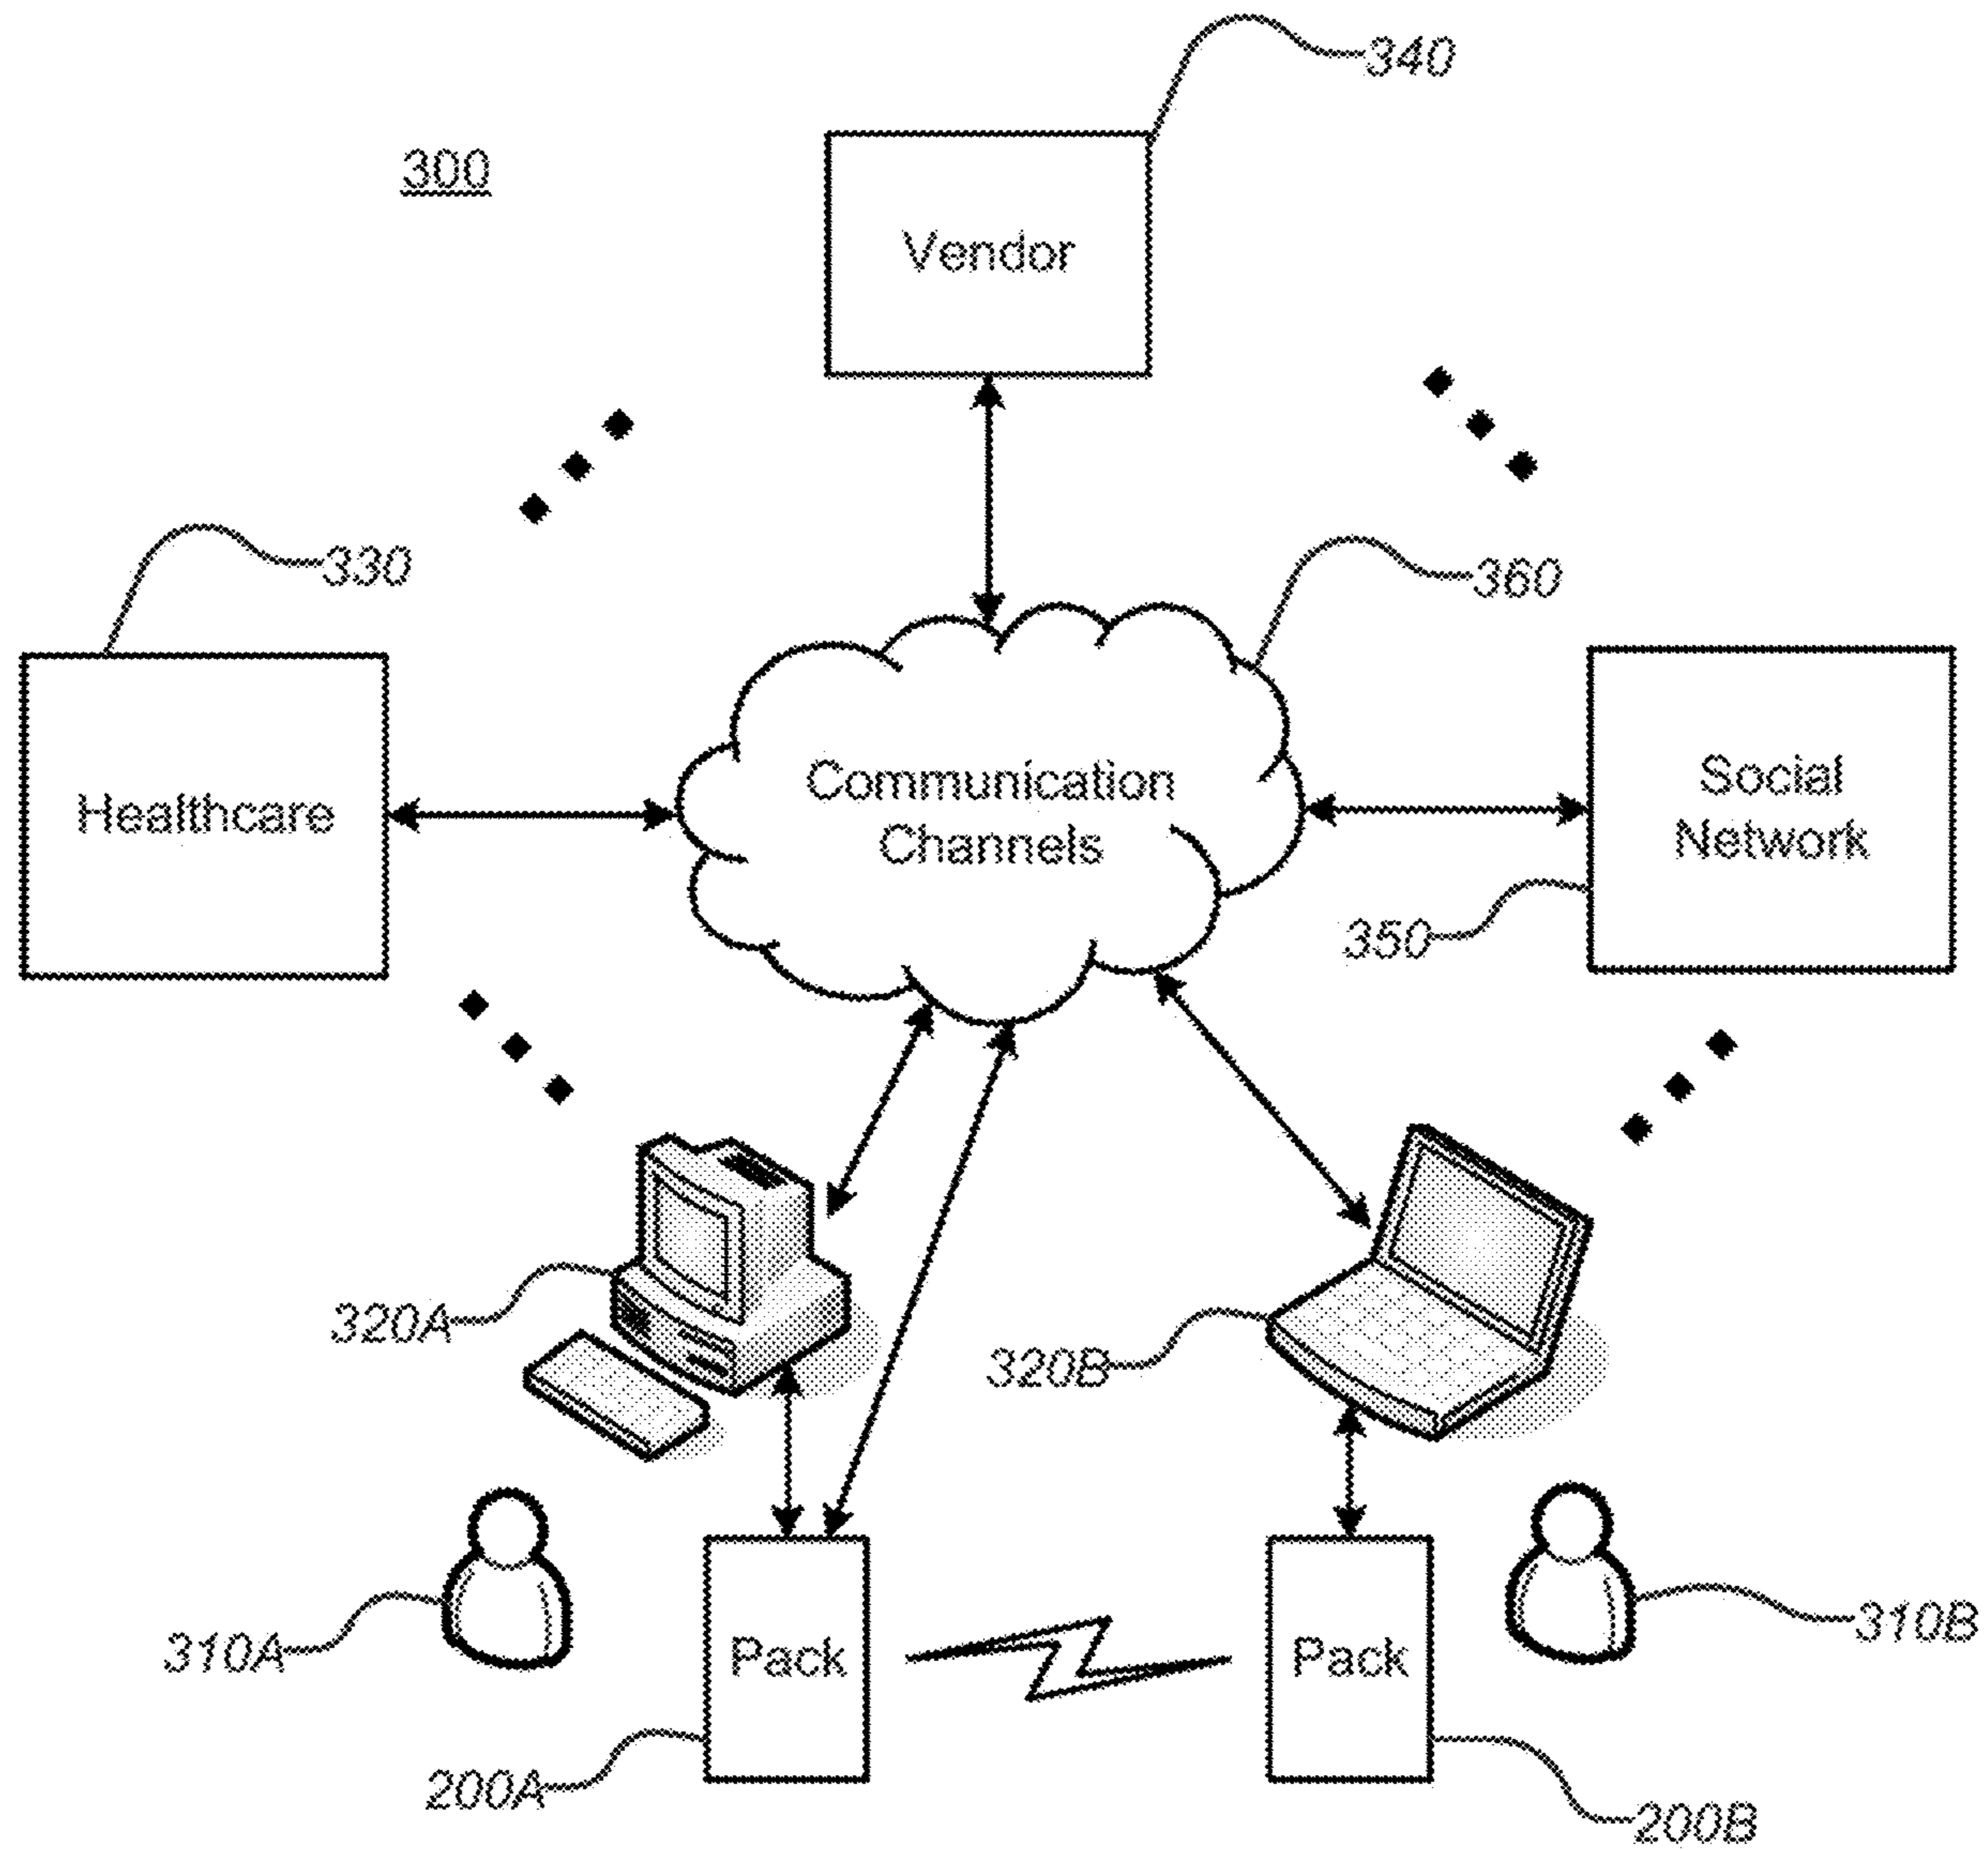 340
300
Vendor
330
360
Communication
Channels
Healthcare
Social
Network
350
320A
320B
310A
310B
Pack
Pack
200A
200B